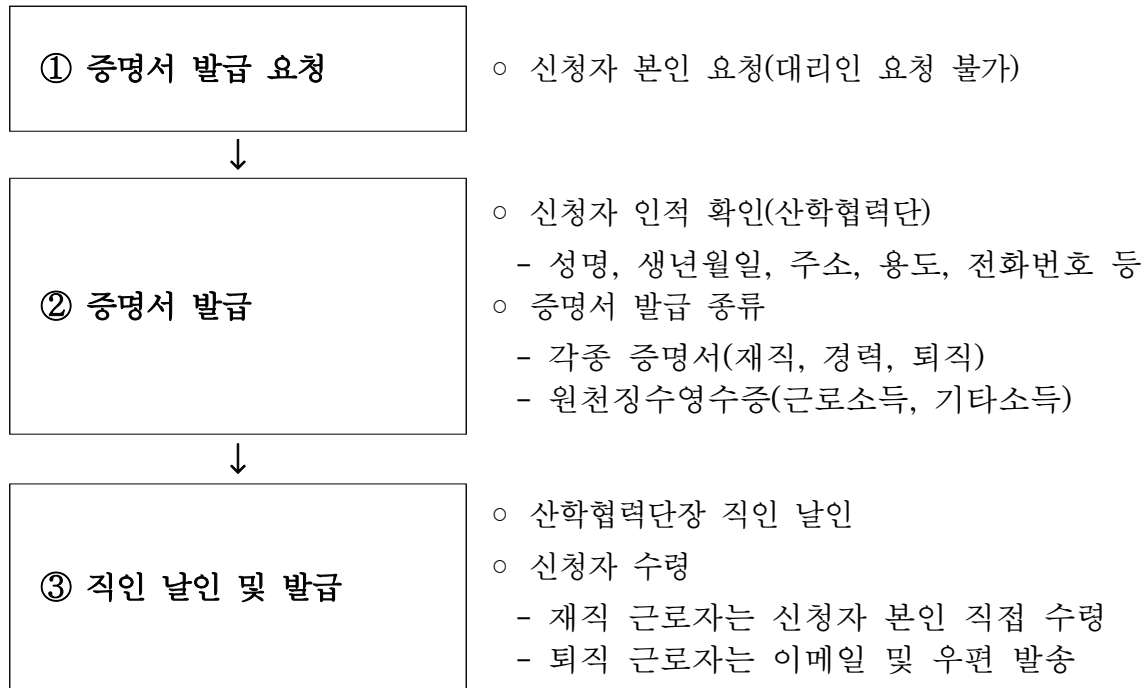 ① 증명서 발급 요청
○ 신청자 본인 요청(대리인 요청 불가)
↓
② 증명서 발급
○ 신청자 인적 확인(산학협력단)
- 성명, 생년월일, 주소, 용도, 전화번호 등
○ 증명서 발급 종류
- 각종 증명서(재직, 경력, 퇴직)
- 원천징수영수증(근로소득, 기타소득)
↓
③ 직인 날인 및 발급
○ 산학협력단장 직인 날인
○ 신청자 수령
- 재직 근로자는 신청자 본인 직접 수령
- 퇴직 근로자는 이메일 및 우편 발송